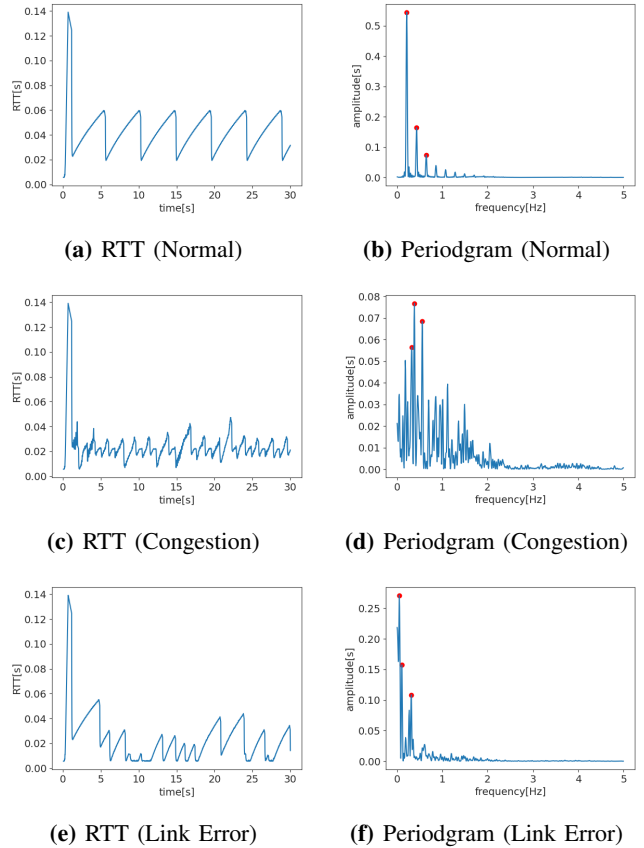 0.14
0.12
0.10
0.08
0.06
0.04
0.02
0.00
RTT[s]
0 5 10 15 20 25 30
time[s]
0.5
0.4
0.3
0.2
0.1
0.0
amplitude[s]
0 1 2 3 4 5
frequency[Hz]
(a) RTT (Normal)
(b) Periodgram (Normal)
0.14
0.12
0.10
0.08
0.06
0.04
0.02
0.00
RTT[s]
0 5 10 15 20 25 30
time[s]
0.08
0.07
0.06
0.05
0.04
0.03
0.02
0.01
0.00
amplitude[s]
0 1 2 3 4 5
frequency[Hz]
(c) RTT (Congestion)
(d) Periodgram (Congestion)
0.14
0.12
0.10
0.08
0.06
0.04
0.02
0.00
RTT[s]
0 5 10 15 20 25 30
time[s]
0.25
0.20
0.15
0.10
0.05
0.00
amplitude[s]
0 1 2 3 4 5
frequency[Hz]
(e) RTT (Link Error)
(f) Periodgram (Link Error)